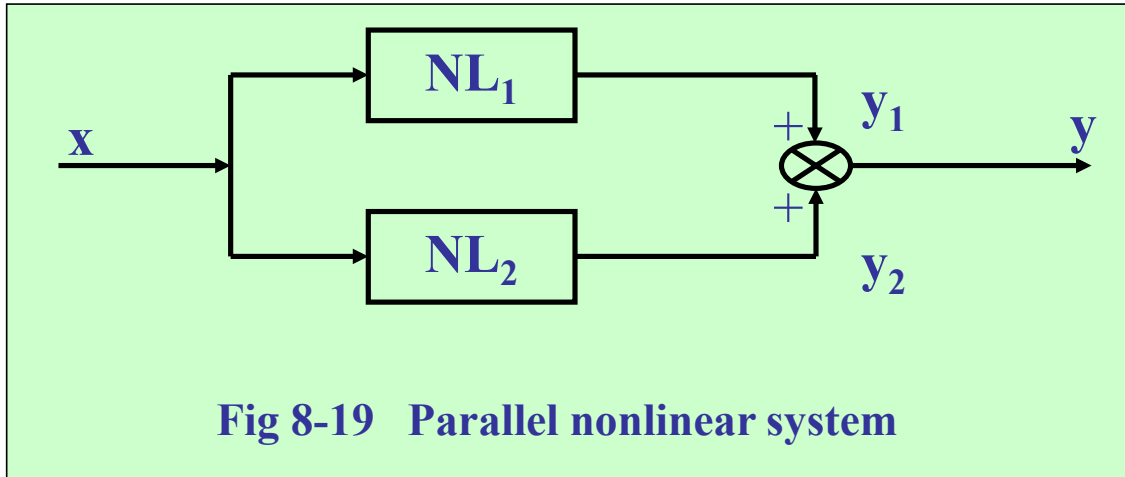 NL₁
x
+
y₁
y
+
NL₂
y₂
Fig 8-19 Parallel nonlinear system